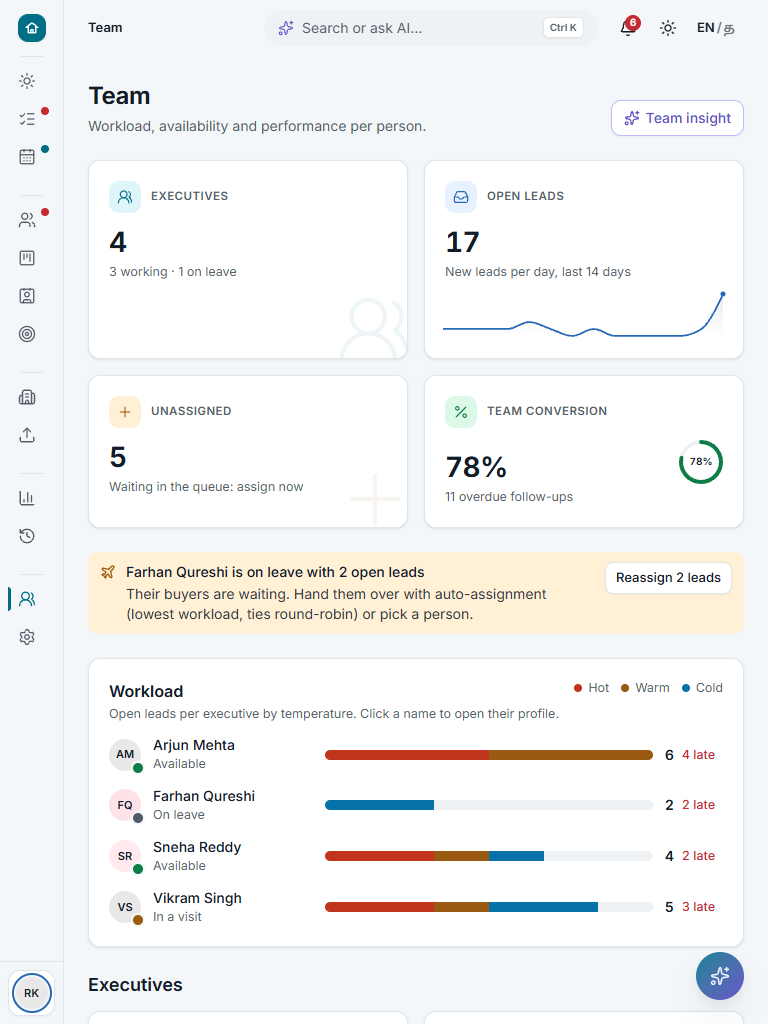 Team
Search or ask AI...
Ctrl K
6
EN / த
Team
Workload, availability and performance per person.
Team insight
EXECUTIVES
4
3 working · 1 on leave
OPEN LEADS
17
New leads per day, last 14 days
UNASSIGNED
5
Waiting in the queue: assign now
TEAM CONVERSION
78%
78%
11 overdue follow-ups
Farhan Qureshi is on leave with 2 open leads
Their buyers are waiting. Hand them over with auto-assignment
(lowest workload, ties round-robin) or pick a person.
Reassign 2 leads
Workload
Hot Warm Cold
Open leads per executive by temperature. Click a name to open their profile.
AM
Arjun Mehta
Available
6 4 late
FQ
Farhan Qureshi
On leave
2 2 late
SR
Sneha Reddy
Available
4 2 late
VS
Vikram Singh
In a visit
5 3 late
RK
Executives